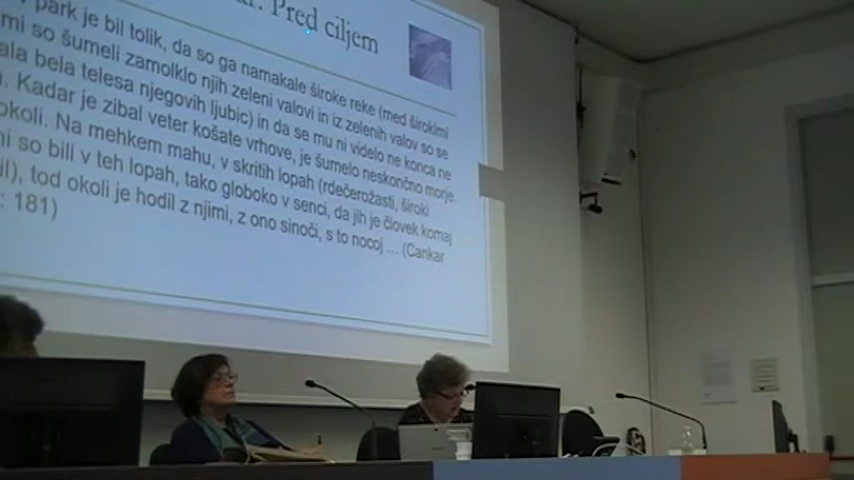 ar: Pred ciljem
park je bil tolik, da so ga namakale široke reke (med širokimi
mi so šumeli zamolklo njih zeleni valovi in iz zelenih valov so se
ala bela telesa njegovih ljubic) in da se mu ni videlo ne konca ne
. Kadar je zibal veter košate vrhove, je šumelo neskončno morje.
okoli. Na mehkem mahu, v skritih lopah (rdečerožasti, široki
ni so bili v teh lopah, tako globoko v senci, da jih je človek komaj
il), tod okoli je hodil z njimi, z ono sinoči, s to nocoj ... (Cankar
: 181)